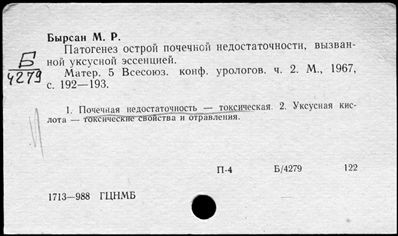 Бырсан М. Р.
Б
4279
Патогенез острой почечной недостаточности, вызван-
ной уксусной эссенцией.
Матер. 5 Всесоюз. конф. урологов. ч. 2. М., 1967,
с. 192—193.
1. Почечная недостаточность — токсическая. 2. Уксусная кис-
лота — токсические свойства и отравления.
П-4 Б/4279 122
1713—988 ГЦНМБ